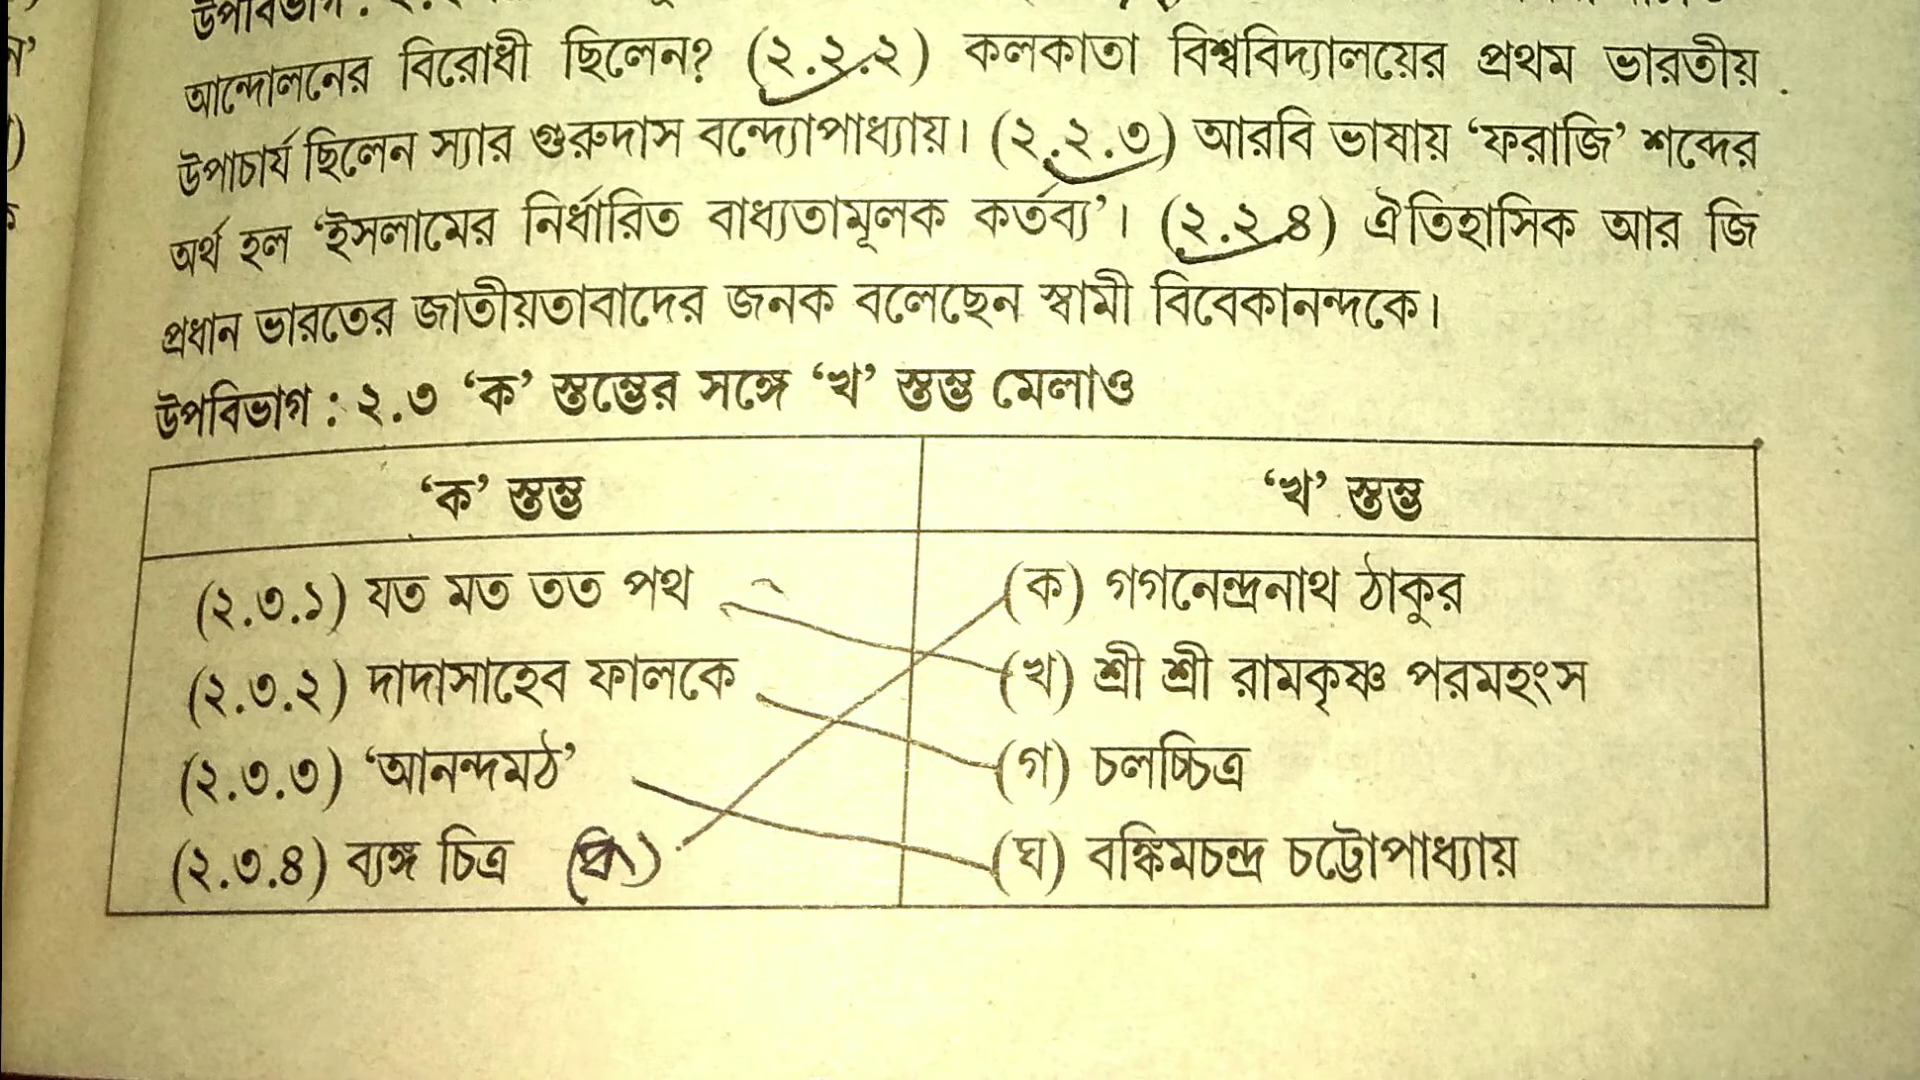 উপবিভাগ :
আন্দোলনের বিরোধী ছিলেন? (২.২.২) কলকাতা বিশ্ববিদ্যালয়ের প্রথম ভারতীয়
উপাচার্য ছিলেন স্যার গুরুদাস বন্দ্যোপাধ্যায়। (২.২.৩) আরবি ভাষায় ‘ফরাজি’ শব্দের
অর্থ হল ‘ইসলামের নির্ধারিত বাধ্যতামূলক কর্তব্য’। (২.২.৪) ঐতিহাসিক আর জি
প্রধান ভারতের জাতীয়তাবাদের জনক বলেছেন স্বামী বিবেকানন্দকে।
উপবিভাগ : ২.৩ ‘ক’ স্তম্ভের সঙ্গে ‘খ’ স্তম্ভ মেলাও
‘ক’ স্তম্ভ ‘খ’ স্তম্ভ
(২.৩.১) যত মত তত পথ (ক) গগনেন্দ্রনাথ ঠাকুর
(২.৩.২) দাদাসাহেব ফালকে (খ) শ্রী শ্রী রামকৃষ্ণ পরমহংস
(২.৩.৩) ‘আনন্দমঠ’ (গ) চলচ্চিত্র
(২.৩.৪) ব্যঙ্গ চিত্র (ঘ) বঙ্কিমচন্দ্র চট্টোপাধ্যায়